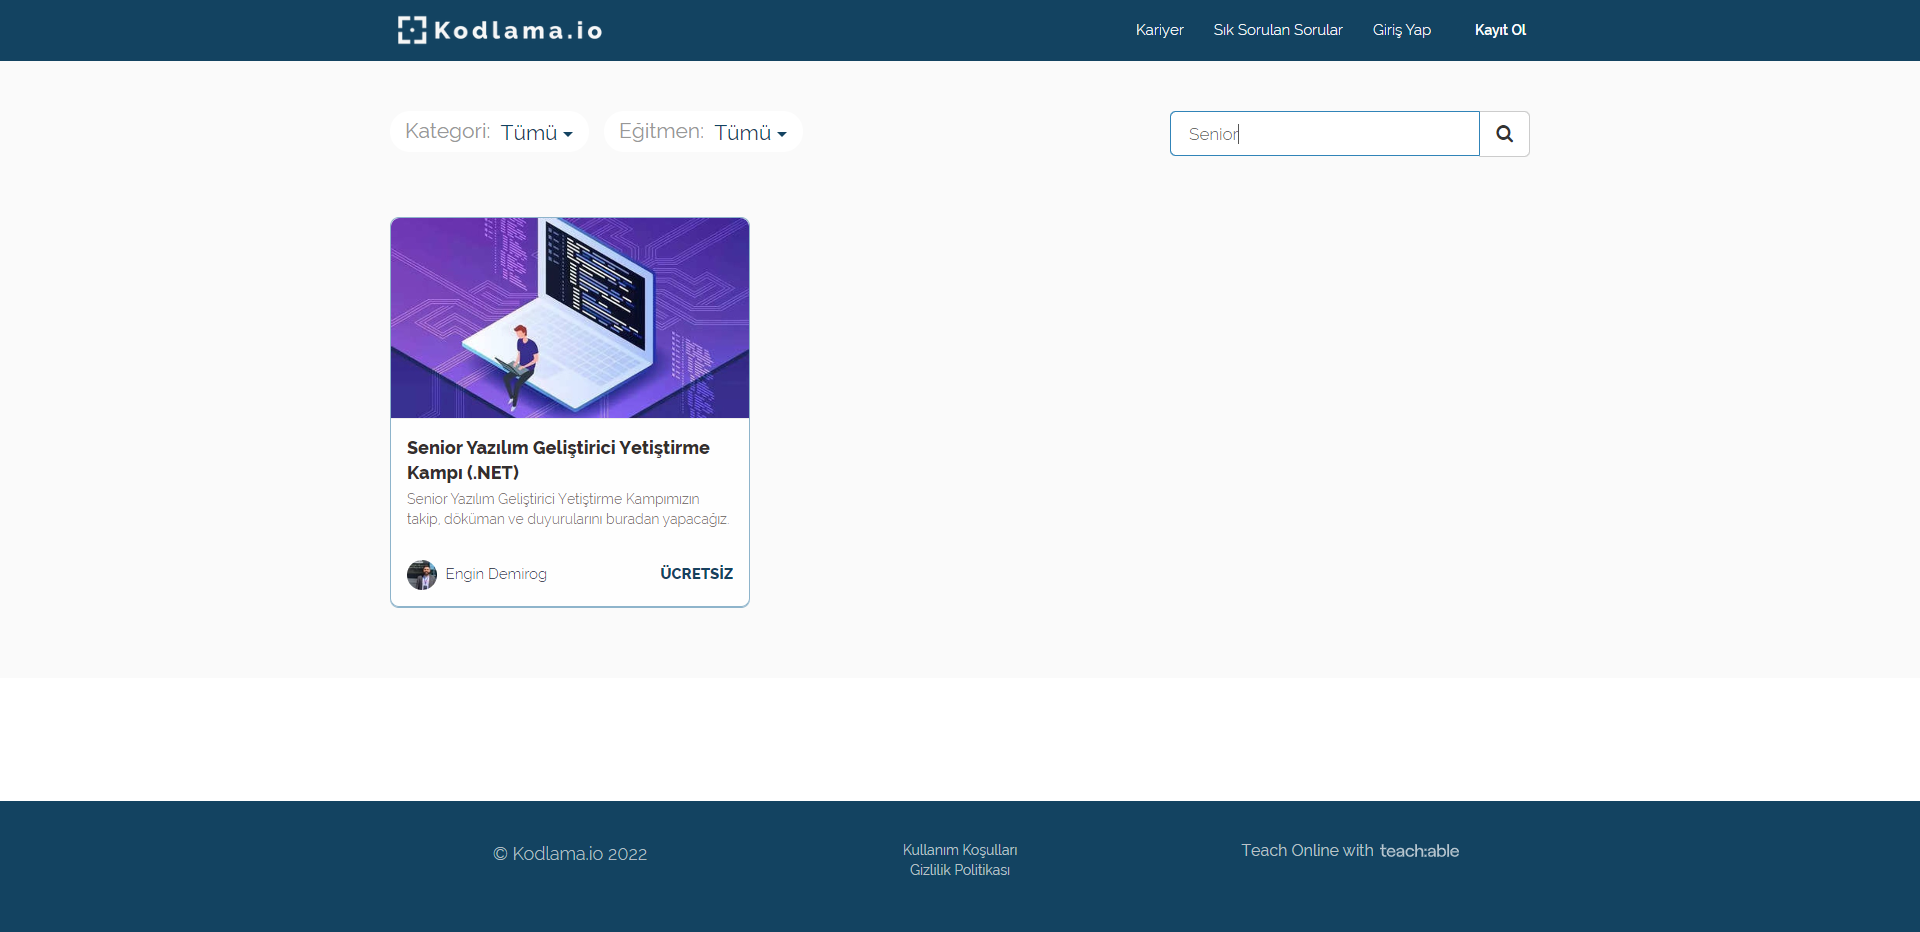 Kodlama.io
Kariyer
Sık Sorulan Sorular
Giriş Yap
Kayıt Ol
Kategori: Tümü
Eğitmen: Tümü
Senior
Senior Yazılım Geliştirici Yetiştirme
Kampı (.NET)
Senior Yazılım Geliştirici Yetiştirme Kampımızın
takip, döküman ve duyurularını buradan yapacağız.
Engin Demirog
ÜCRETSİZ
© Kodlama.io 2022
Kullanım Koşulları
Gizlilik Politikası
Teach Online with teach:able